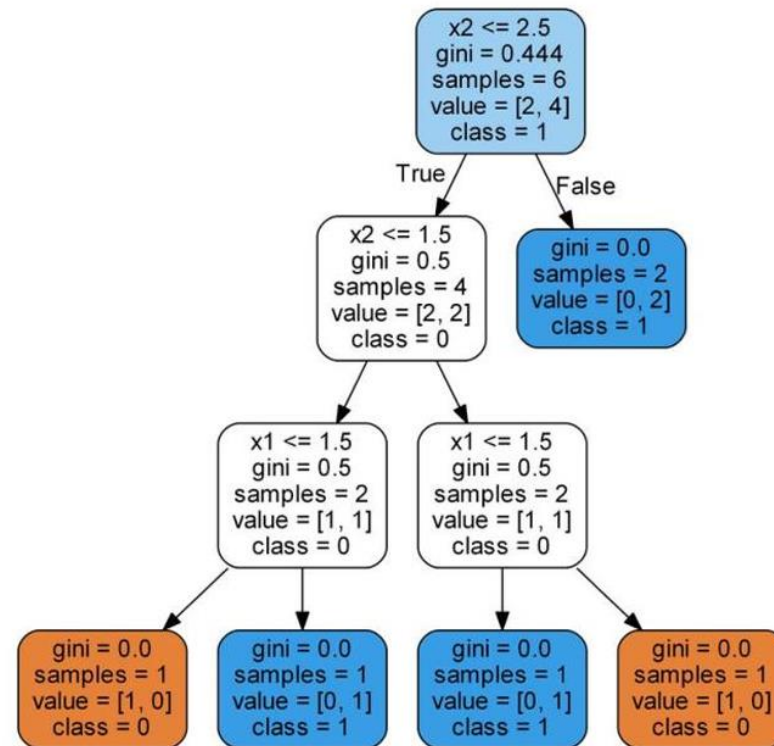 x2 <= 2.5
gini = 0.444
samples = 6
value = [2, 4]
class = 1
True
False
x2 <= 1.5
gini = 0.5
samples = 4
value = [2, 2]
class = 0
gini = 0.0
samples = 2
value = [0, 2]
class = 1
x1 <= 1.5
gini = 0.5
samples = 2
value = [1, 1]
class = 0
x1 <= 1.5
gini = 0.5
samples = 2
value = [1, 1]
class = 0
gini = 0.0
samples = 1
value = [1, 0]
class = 0
gini = 0.0
samples = 1
value = [0, 1]
class = 1
gini = 0.0
samples = 1
value = [0, 1]
class = 1
gini = 0.0
samples = 1
value = [1, 0]
class = 0